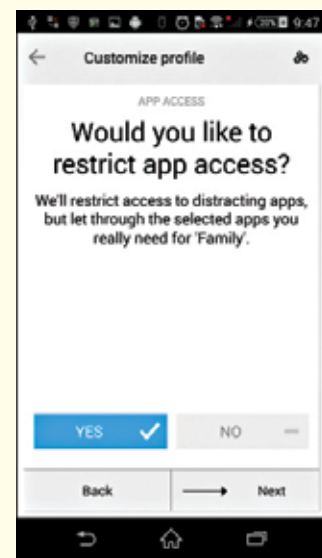 20% 9:47
Customize profile
APP ACCESS
Would you like to
restrict app access?
We'll restrict access to distracting apps,
but let through the selected apps you
really need for 'Family'.
YES NO
Back Next